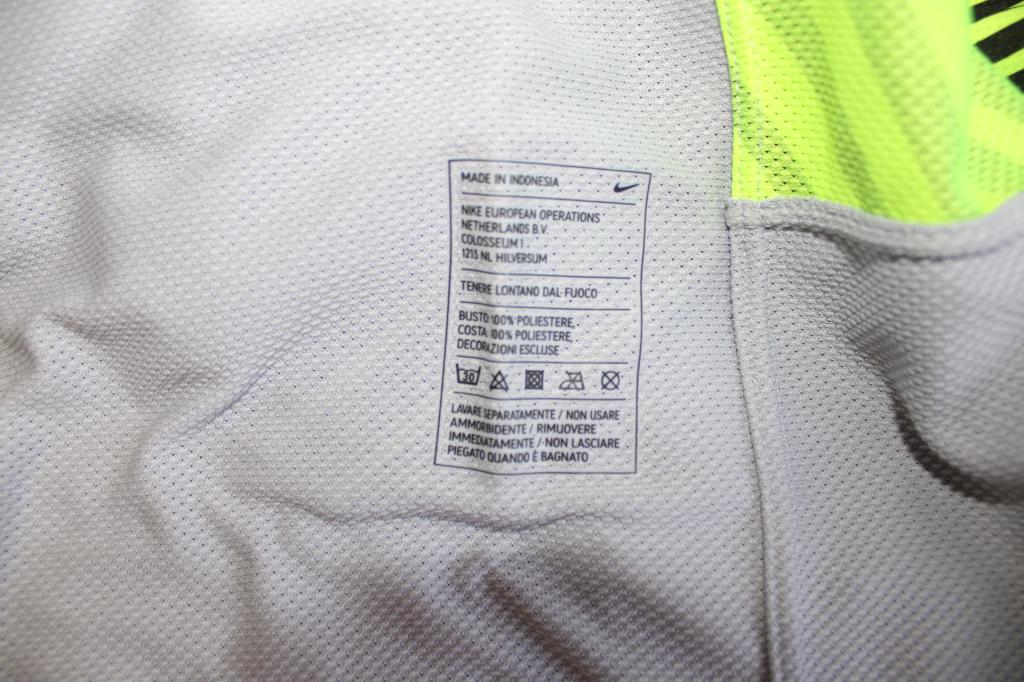 MADE IN INDONESIA
NIKE EUROPEAN OPERATIONS
NETHERLANDS B.V.
COLOSSEUM 1
1213 NL HILVERSUM
TENERE LONTANO DAL FUOCO
BUSTO: 100% POLIESTERE,
COSTA: 100% POLIESTERE,
DECORAZIONI ESCLUSE
30
LAVARE SEPARATAMENTE / NON USARE
AMMORBIDENTE / RIMUOVERE
IMMEDIATAMENTE / NON LASCIARE
PIEGATO QUANDO È BAGNATO